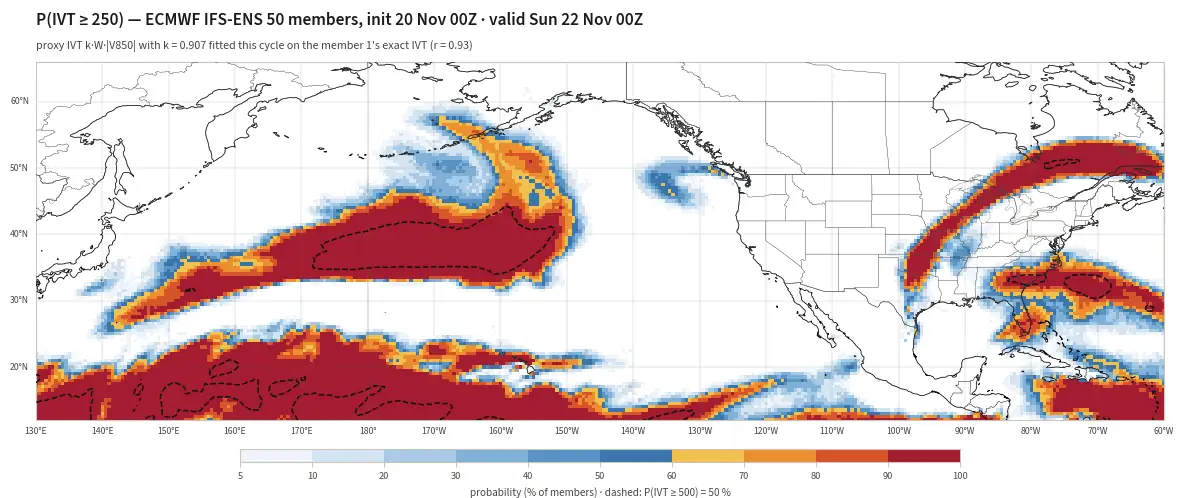 P(IVT ≥ 250) — ECMWF IFS-ENS 50 members, init 20 Nov 00Z · valid Sun 22 Nov 00Z
proxy IVT k·W·|V850| with k = 0.907 fitted this cycle on the member 1's exact IVT (r = 0.93)
60°N
50°N
40°N
30°N
20°N
130°E 140°E 150°E 160°E 180° 170°W 160°W 150°W 140°W 120°W 110°W 100°W 90°W 80°W 70°W 60°W
5 10 20 30 40 50 60 70 80 90 100
probability (% of members) · dashed: P(IVT ≥ 500) = 50 %